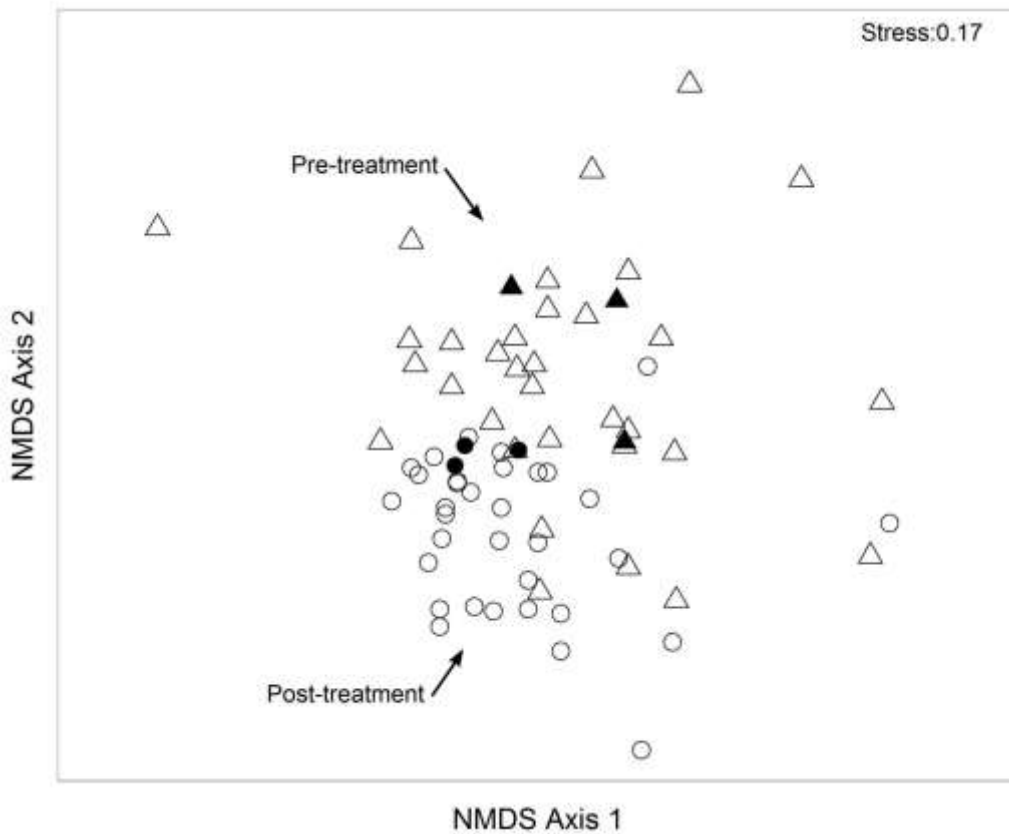 Stress:0.17
Pre-treatment
NMDS Axis 2
Post-treatment
NMDS Axis 1